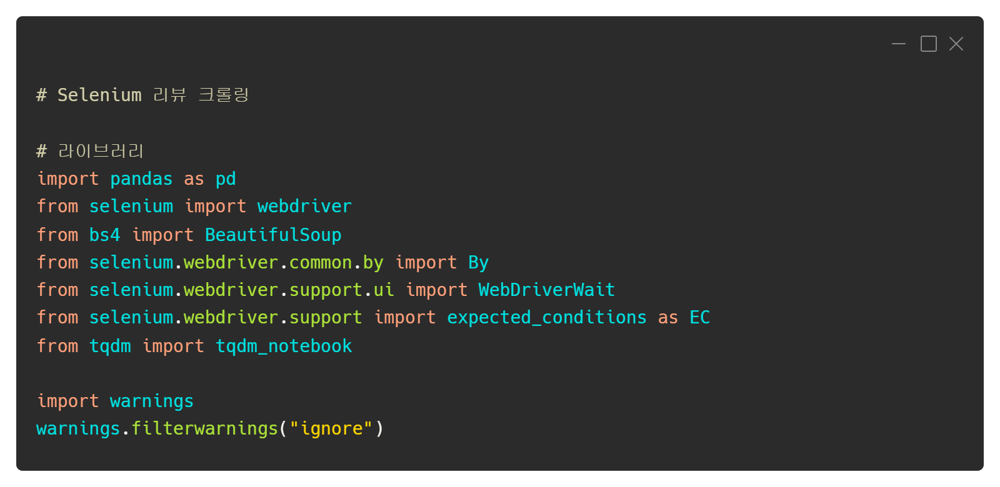 # Selenium 리뷰 크롤링
# 라이브러리
import pandas as pd
from selenium import webdriver
from bs4 import BeautifulSoup
from selenium.webdriver.common.by import By
from selenium.webdriver.support.ui import WebDriverWait
from selenium.webdriver.support import expected_conditions as EC
from tqdm import tqdm_notebook
import warnings
warnings.filterwarnings("ignore")